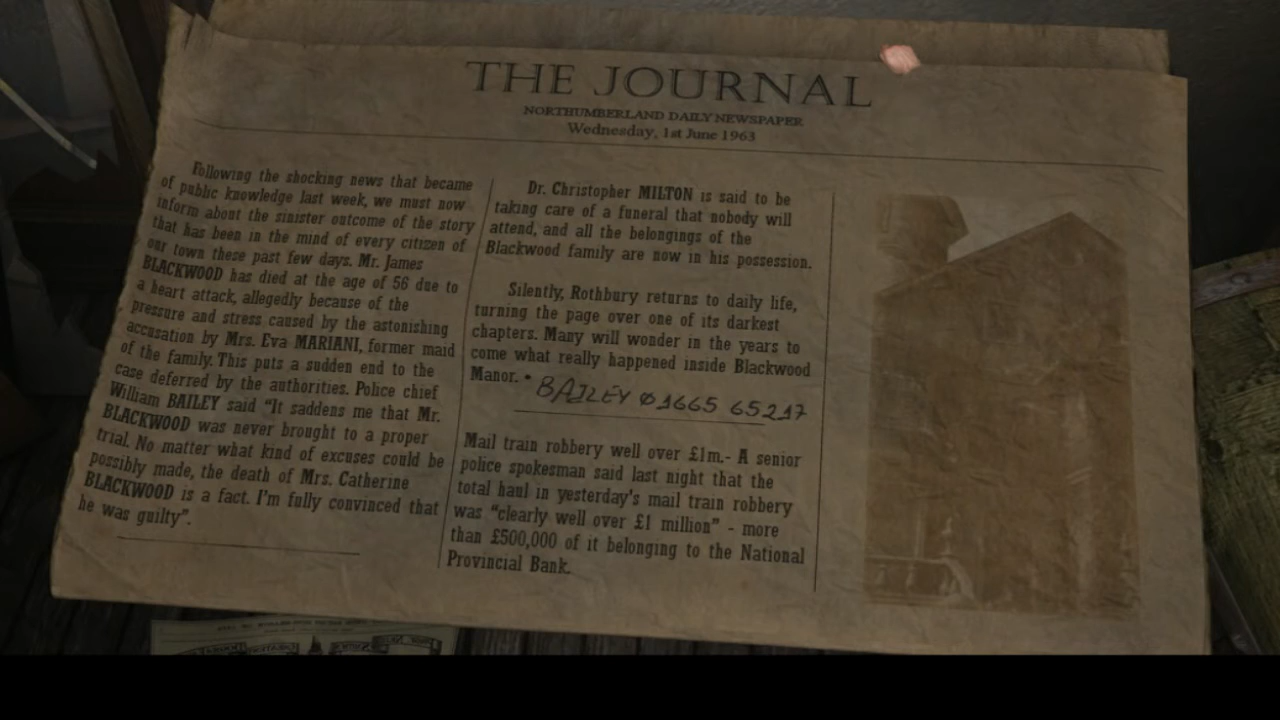 THE JOURNAL
NORTHUMBERLAND DAILY NEWSPAPER
Wednesday, 1st June 1963
Following the shocking news that became
of public knowledge last week, we must now
inform about the sinister outcome of the story
that has been in the mind of every citizen of
our town these past few days. Mr. James
BLACKWOOD has died at the age of 56 due to
a heart attack, allegedly because of the
pressure and stress caused by the astonishing
accusation by Mrs. Eva MARIANI, former maid
of the family. This puts a sudden end to the
case deferred by the authorities. Police chief
William BAILEY said “It saddens me that Mr.
BLACKWOOD was never brought to a proper
trial. No matter what kind of excuses could be
possibly made, the death of Mrs. Catherine
BLACKWOOD is a fact. I'm fully convinced that
he was guilty”.
Dr. Christopher MILTON is said to be
taking care of a funeral that nobody will
attend, and all the belongings of the
Blackwood family are now in his possession.
Silently, Rothbury returns to daily life,
turning the page over one of its darkest
chapters. Many will wonder in the years to
come what really happened inside Blackwood
Manor. • BAILEY 01665 65217
Mail train robbery well over £1m.- A senior
police spokesman said last night that the
total haul in yesterday's mail train robbery
was “clearly well over £1 million” - more
than £500,000 of it belonging to the National
Provincial Bank.